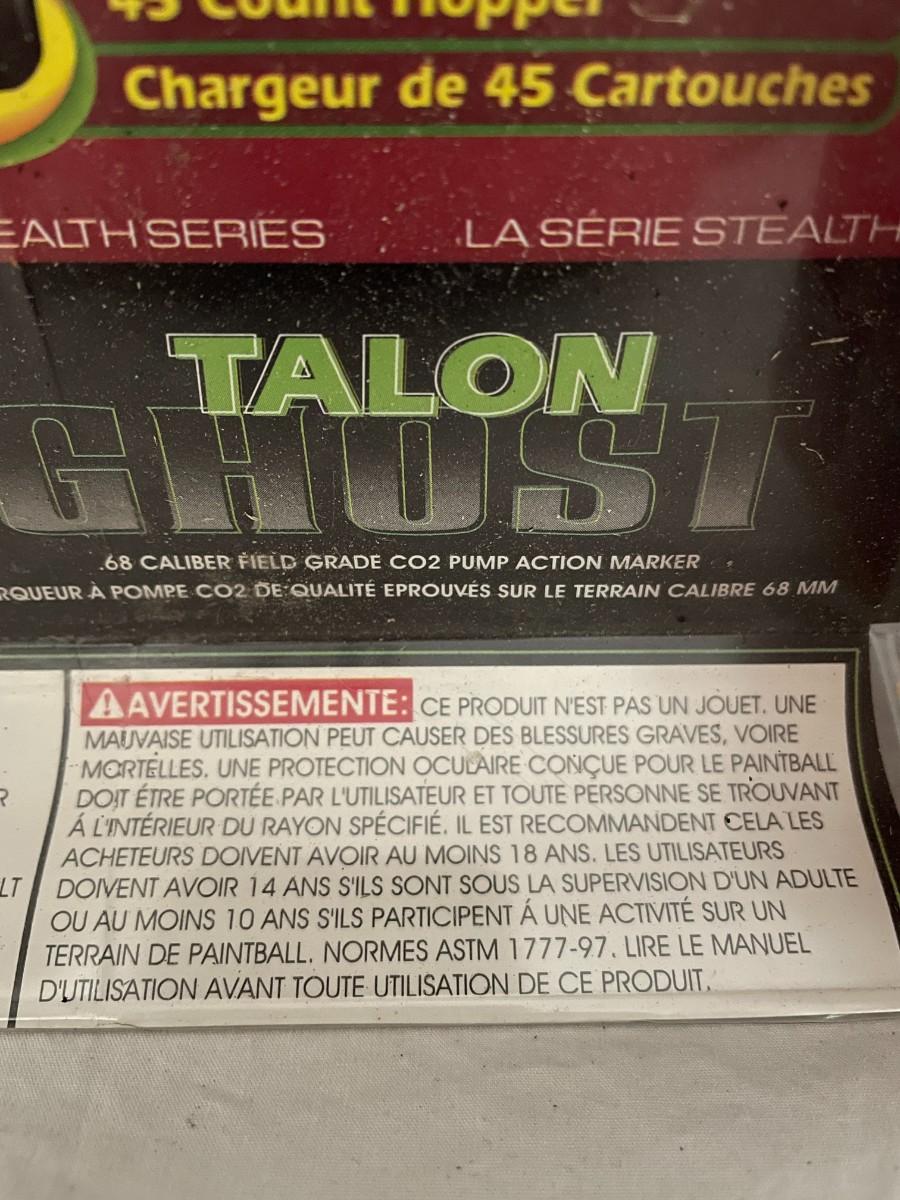 45 Count Hopper
Chargeur de 45 Cartouches
EALTH SERIES
LA SÉRIE STEALTH
TALON
GHOST
.68 CALIBER FIELD GRADE CO2 PUMP ACTION MARKER
RQUEUR À POMPE CO2 DE QUALITÉ EPROUVÉS SUR LE TERRAIN CALIBRE 68 MM
R
LT
⚠AVERTISSEMENTE: CE PRODUIT N'EST PAS UN JOUET. UNE
MAUVAISE UTILISATION PEUT CAUSER DES BLESSURES GRAVES, VOIRE
MORTELLES. UNE PROTECTION OCULAIRE CONÇUE POUR LE PAINTBALL
DOIT ÉTRE PORTÉE PAR L'UTILISATEUR ET TOUTE PERSONNE SE TROUVANT
Á L'INTÉRIEUR DU RAYON SPÉCIFIÉ. IL EST RECOMMANDENT CELA LES
ACHETEURS DOIVENT AVOIR AU MOINS 18 ANS. LES UTILISATEURS
DOIVENT AVOIR 14 ANS S'ILS SONT SOUS LA SUPERVISION D'UN ADULTE
OU AU MOINS 10 ANS S'ILS PARTICIPENT Á UNE ACTIVITÉ SUR UN
TERRAIN DE PAINTBALL. NORMES ASTM 1777-97. LIRE LE MANUEL
D'UTILISATION AVANT TOUTE UTILISATION DE CE PRODUIT.